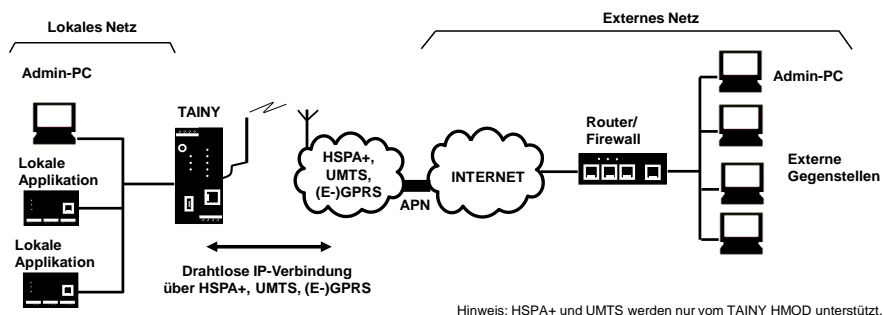 Lokales Netz
Externes Netz
Admin-PC
TAINY
Lokale
Applikation
Lokale
Applikation
HSPA+,
UMTS,
(E-)GPRS
APN
INTERNET
Router/
Firewall
Admin-PC
Externe
Gegenstellen
Drahtlose IP-Verbindung
über HSPA+, UMTS, (E-)GPRS
Hinweis: HSPA+ und UMTS werden nur vom TAINY HMOD unterstützt.